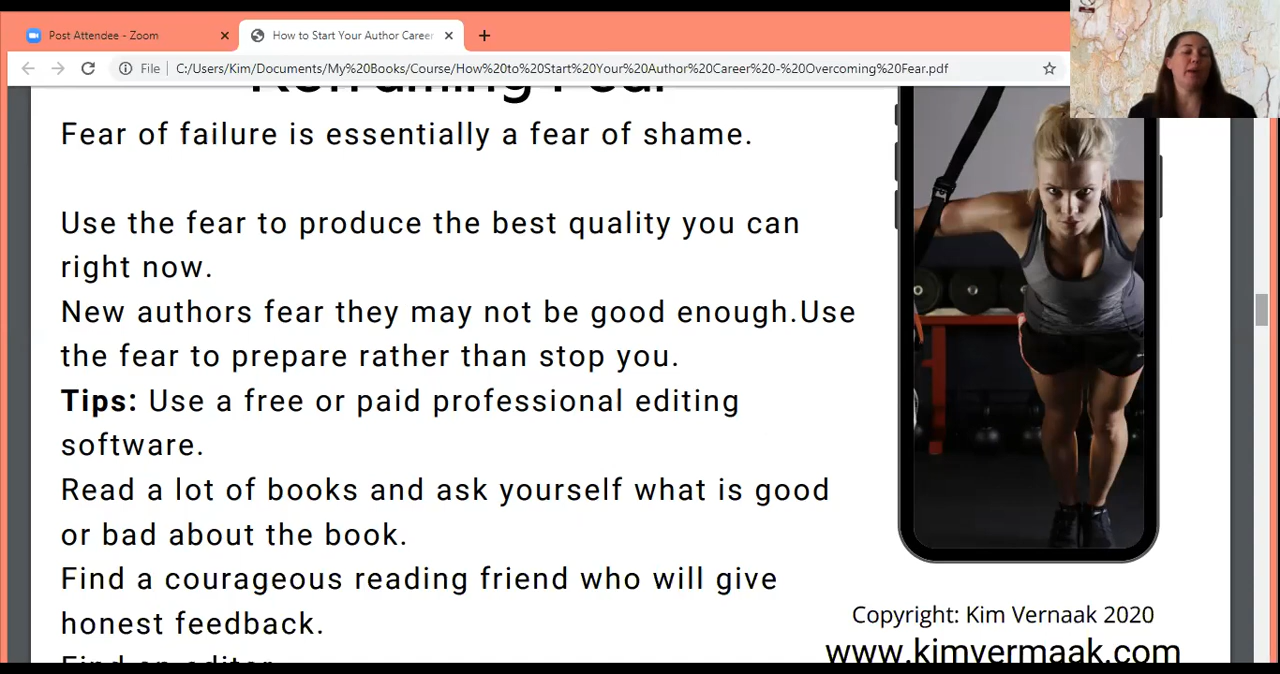 Post Attendee - Zoom
How to Start Your Author Career
File
C:/Users/Kim/Documents/My%20Books/Course/How%20to%20Start%20Your%20Author%20Career%20-%20Overcoming%20Fear.pdf
Reframing Fear
Fear of failure is essentially a fear of shame.
Use the fear to produce the best quality you can
right now.
New authors fear they may not be good enough.Use
the fear to prepare rather than stop you.
Tips: Use a free or paid professional editing
software.
Read a lot of books and ask yourself what is good
or bad about the book.
Find a courageous reading friend who will give
honest feedback.
Find an editor
Copyright: Kim Vernaak 2020
www.kimvermaak.com